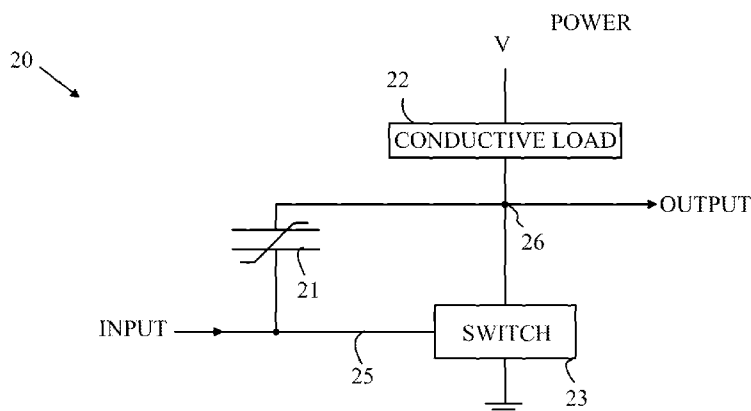 POWER
V
20
22
CONDUCTIVE LOAD
OUTPUT
26
21
INPUT
SWITCH
25
23